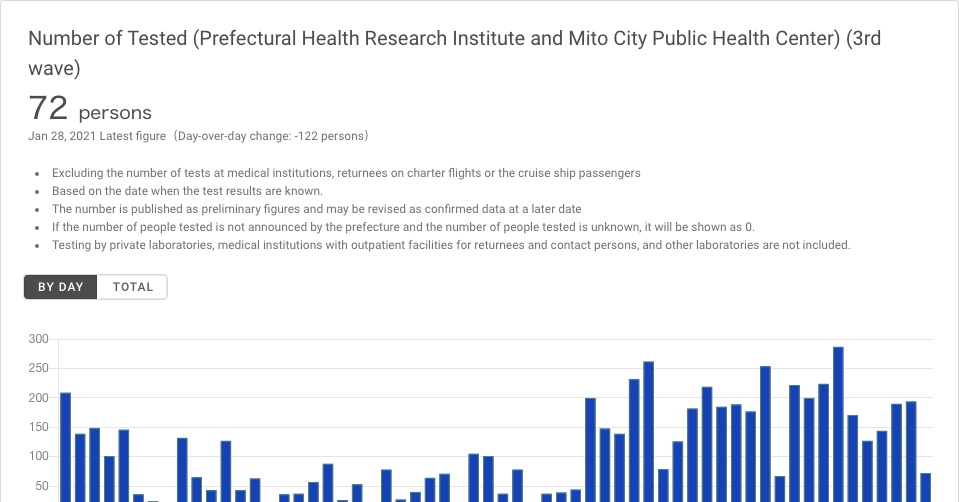 Number of Tested (Prefectural Health Research Institute and Mito City Public Health Center) (3rd
wave)
72 persons
Jan 28, 2021 Latest figure（Day-over-day change: -122 persons）
• Excluding the number of tests at medical institutions, returnees on charter flights or the cruise ship passengers
• Based on the date when the test results are known.
• The number is published as preliminary figures and may be revised as confirmed data at a later date
• If the number of people tested is not announced by the prefecture and the number of people tested is unknown, it will be shown as 0.
• Testing by private laboratories, medical institutions with outpatient facilities for returnees and contact persons, and other laboratories are not included.
BY DAY TOTAL
300
250
200
150
100
50